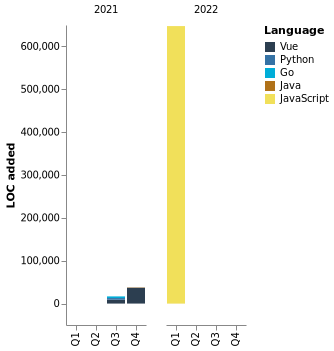 2021
2022
Language
Vue
Python
Go
Java
JavaScript
LOC added
600,000
500,000
400,000
300,000
200,000
100,000
0
Q1
Q2
Q3
Q4
Q1
Q2
Q3
Q4